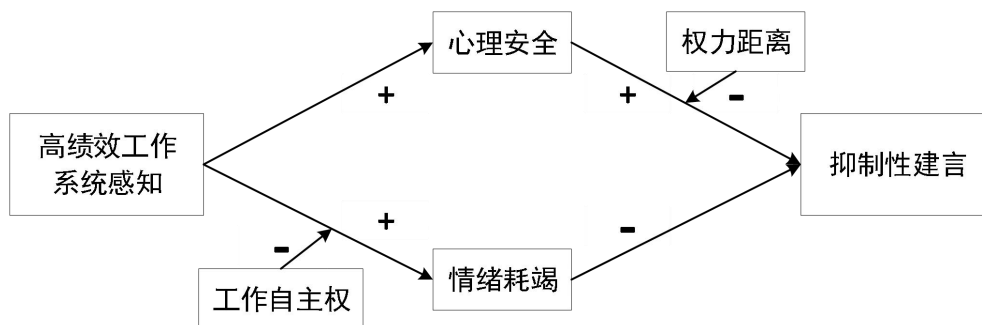 心理安全
权力距离
+
+
-
高绩效工作
系统感知
抑制性建言
+
-
-
工作自主权
情绪耗竭